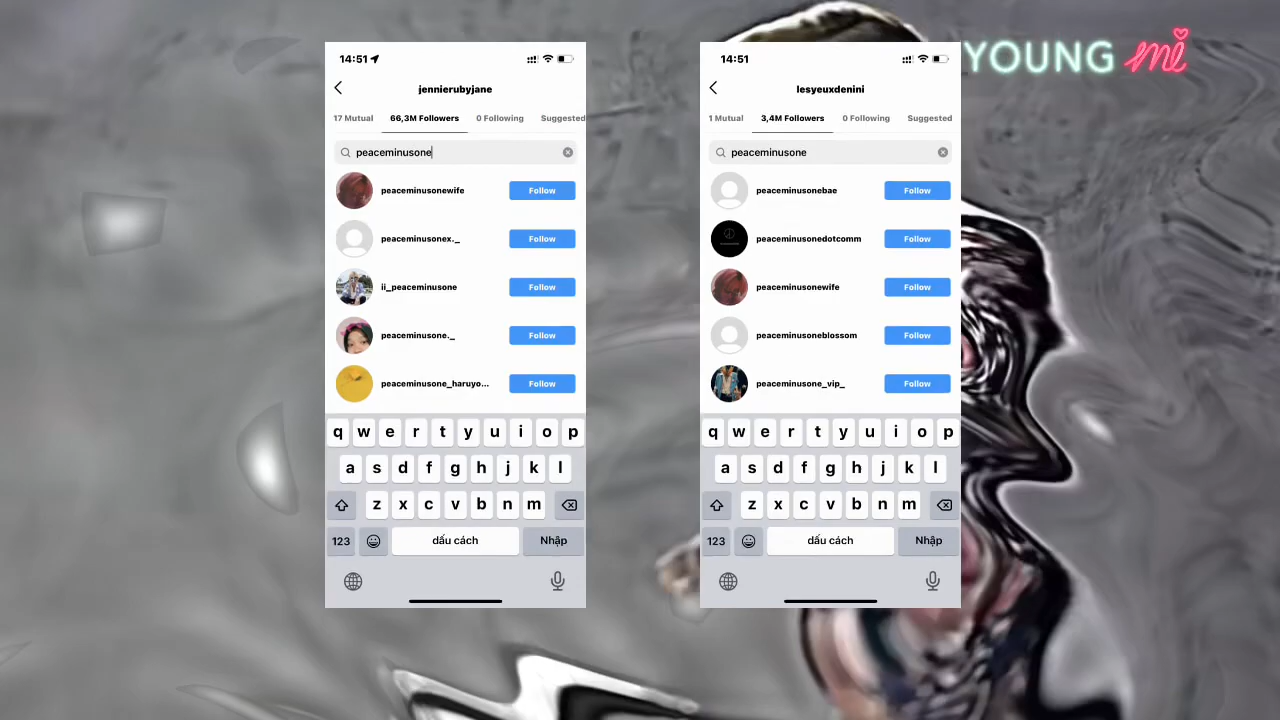 YOUNG mi
14:51
jennierubyjane
17 Mutual 66,3M Followers 0 Following Suggested
peaceminusone
peaceminusonewife Follow
peaceminusonex._ Follow
ii_peaceminusone Follow
peaceminusone._ Follow
peaceminusone_haruyo... Follow
q w e r t y u i o p
a s d f g h j k l
z x c v b n m
123 dấu cách Nhập
14:51
lesyeuxdenini
1 Mutual 3,4M Followers 0 Following Suggested
peaceminusone
peaceminusonebae Follow
peaceminusonedotcomm Follow
peaceminusonewife Follow
peaceminusoneblossom Follow
peaceminusone_vip_ Follow
q w e r t y u i o p
a s d f g h j k l
z x c v b n m
123 dấu cách Nhập